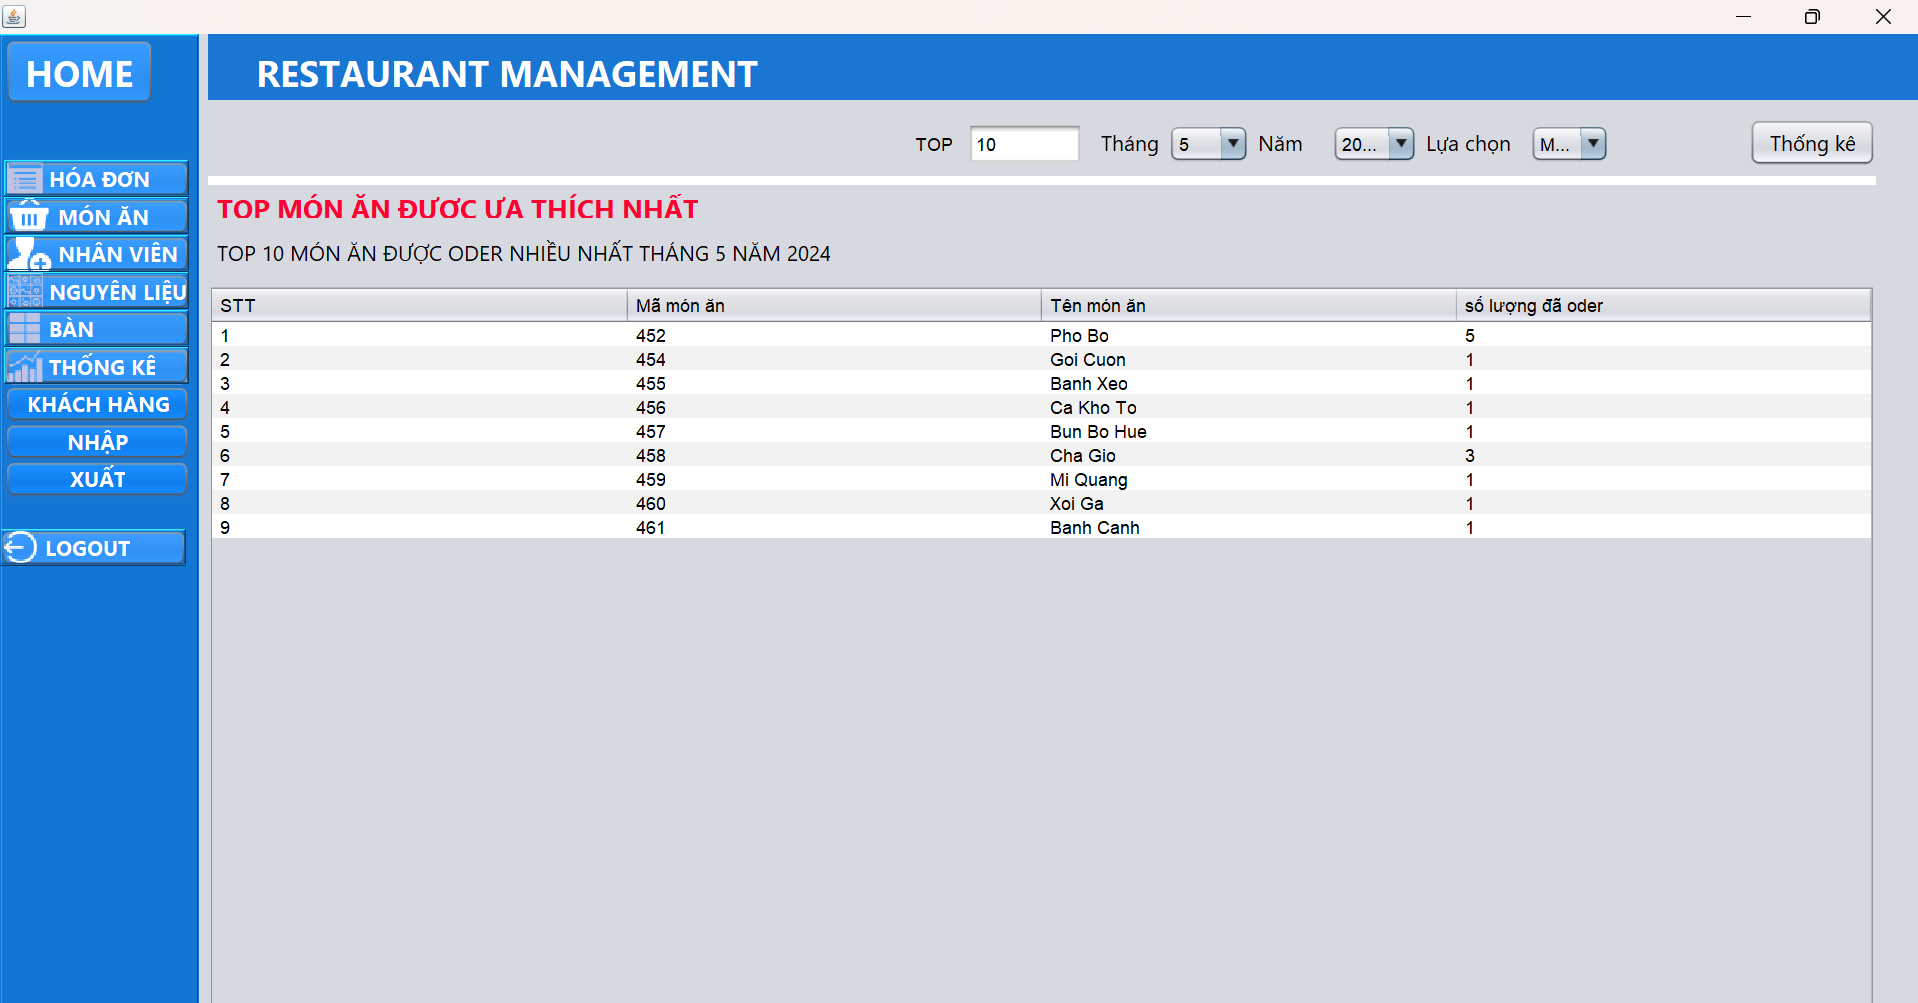 HOME
RESTAURANT MANAGEMENT
TOP 10 Tháng 5 Năm 20... Lựa chọn M... Thống kê
HÓA ĐƠN
MÓN ĂN
NHÂN VIÊN
NGUYÊN LIỆU
BÀN
THỐNG KÊ
KHÁCH HÀNG
NHẬP
XUẤT
LOGOUT
TOP MÓN ĂN ĐƯỢC ƯA THÍCH NHẤT
TOP 10 MÓN ĂN ĐƯỢC ODER NHIỀU NHẤT THÁNG 5 NĂM 2024
STT Mã món ăn Tên món ăn số lượng đã oder
1 452 Pho Bo 5
2 454 Goi Cuon 1
3 455 Banh Xeo 1
4 456 Ca Kho To 1
5 457 Bun Bo Hue 1
6 458 Cha Gio 3
7 459 Mi Quang 1
8 460 Xoi Ga 1
9 461 Banh Canh 1